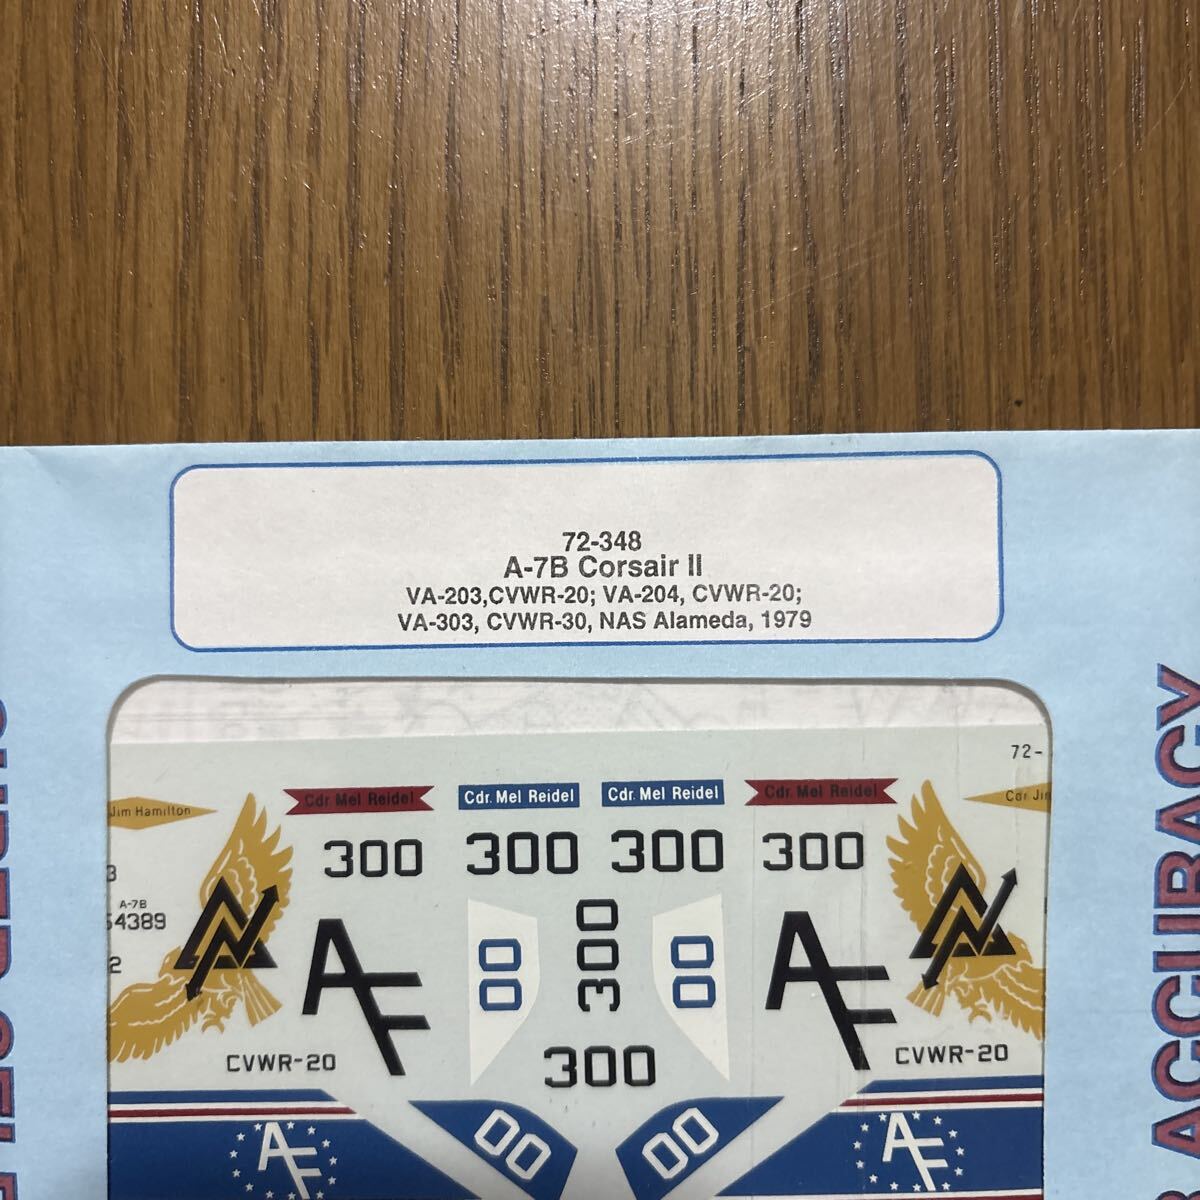 72-348
A-7B Corsair II
VA-203,CVWR-20; VA-204, CVWR-20;
VA-303, CVWR-30, NAS Alameda, 1979
72-
Jim Hamilton
Cdr. Mel Reidel
Cdr. Mel Reidel
Cdr. Mel Reidel
Cdr. Mel Reidel
Cdr Jim
300
300
300
300
3
A-7B
54389
2
AF
00
300
00
AF
CVWR-20
300
CVWR-20
AF
00
00
AF
ACCURACY